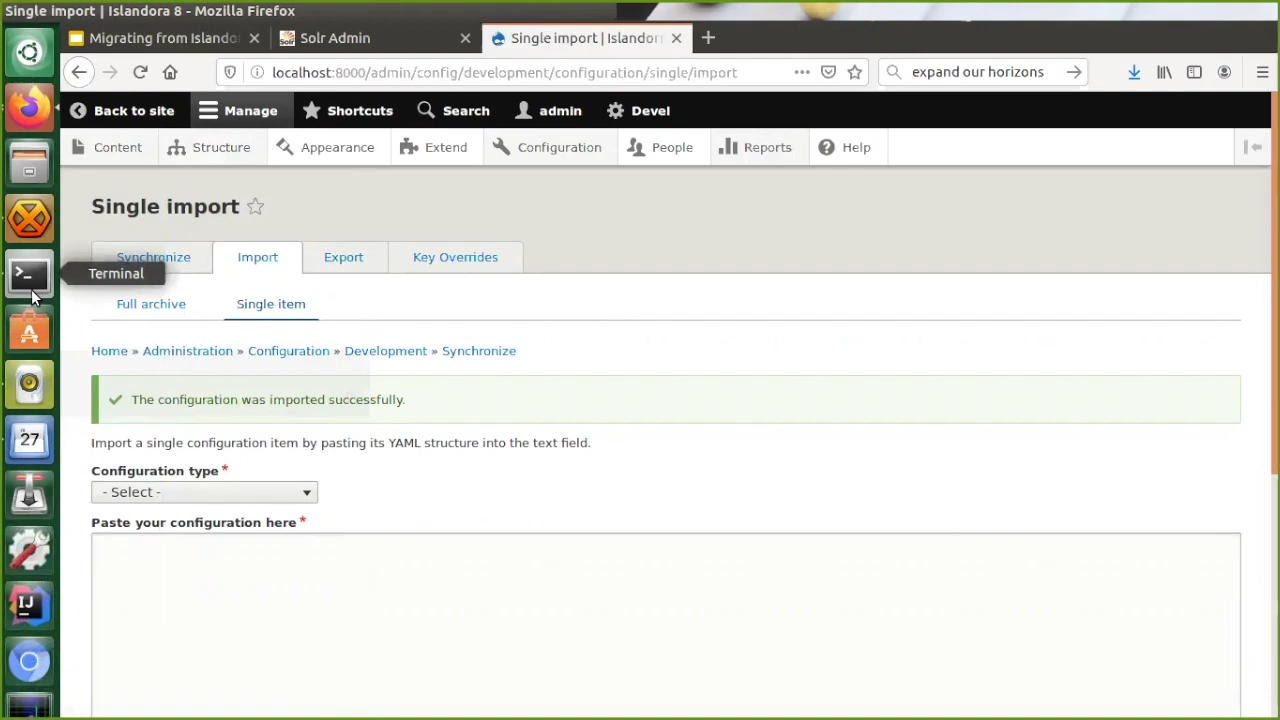 Single import | Islandora 8 - Mozilla Firefox
Migrating from Islando
Solr Admin
Single import | Islandor
localhost:8000/admin/config/development/configuration/single/import
expand our horizons
Back to site
Manage
Shortcuts
Search
admin
Devel
Content
Structure
Appearance
Extend
Configuration
People
Reports
Help
Single import
Synchronize
Import
Export
Key Overrides
Terminal
Full archive
Single item
Home » Administration » Configuration » Development » Synchronize
The configuration was imported successfully.
Import a single configuration item by pasting its YAML structure into the text field.
Configuration type *
- Select -
Paste your configuration here *
27
IJ